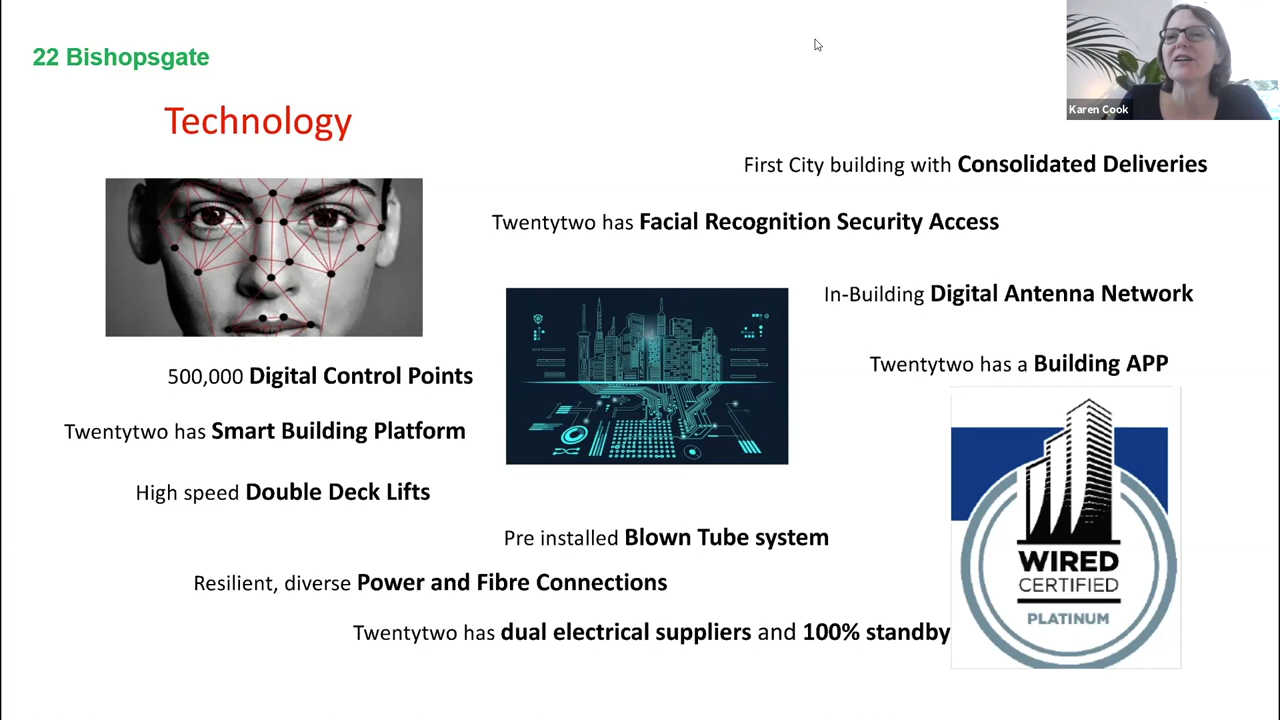 22 Bishopsgate
Karen Cook
Technology
First City building with Consolidated Deliveries
Twentytwo has Facial Recognition Security Access
In-Building Digital Antenna Network
Twentytwo has a Building APP
500,000 Digital Control Points
Twentytwo has Smart Building Platform
High speed Double Deck Lifts
Pre installed Blown Tube system
Resilient, diverse Power and Fibre Connections
Twentytwo has dual electrical suppliers and 100% standby
WIRED
CERTIFIED
PLATINUM